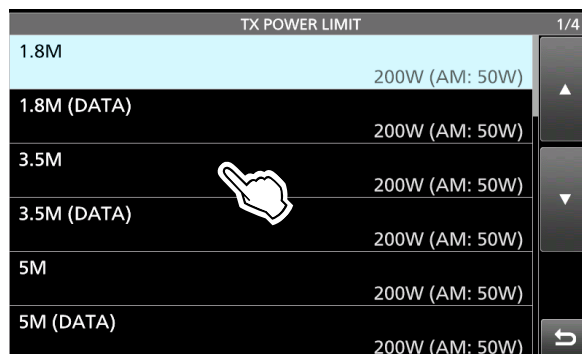 TX POWER LIMIT 1/4
1.8M
200W (AM: 50W)
1.8M (DATA)
200W (AM: 50W)
3.5M
200W (AM: 50W)
3.5M (DATA)
200W (AM: 50W)
5M
200W (AM: 50W)
5M (DATA)
200W (AM: 50W)